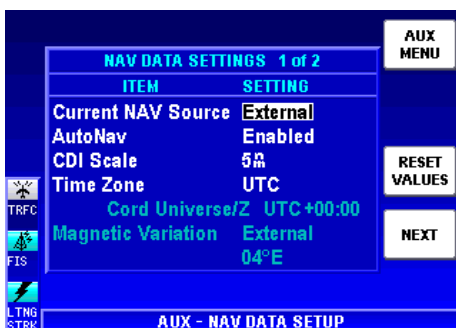 AUX
MENU
NAV DATA SETTINGS 1 of 2
ITEM SETTING
Current NAV Source External
AutoNav Enabled
CDI Scale 5nm
Time Zone UTC
Cord Universe/Z UTC+00:00
Magnetic Variation External
04°E
RESET
VALUES
NEXT
TRFC
FIS
LTNG
STRK
AUX - NAV DATA SETUP